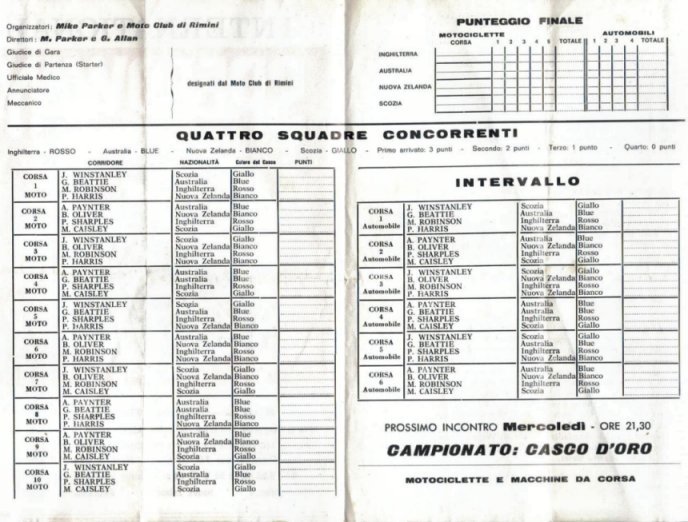 Organizzatori: Mike Parker e Moto Club di Rimini
Direttori: M. Parker e G. Allan
Giudice di Gara
Giudice di Partenza (Starter)
Ufficiale Medico
Annunciatore
Meccanico
designati dal Moto Club di Rimini
PUNTEGGIO FINALE
MOTOCICLETTE AUTOMOBILI
CORSA 1 2 3 4 5 TOTALE 1 2 3 4 TOTALE
INGHILTERRA
AUSTRALIA
NUOVA ZELANDA
SCOZIA
QUATTRO SQUADRE CONCORRENTI
Inghilterra - ROSSO - Australia - BLUE - Nuova Zelanda - BIANCO - Scozia - GIALLO - Primo arrivato: 3 punti - Secondo: 2 punti - Terzo: 1 punto - Quarto: 0 punti
CORRIDORE NAZIONALITÀ Colore del Casco PUNTI
CORSA 1 MOTO
J. WINSTANLEY Scozia Giallo
G. BEATTIE Australia Blue
M. ROBINSON Inghilterra Rosso
P. HARRIS Nuova Zelanda Bianco
CORSA 2 MOTO
A. PAYNTER Australia Blue
B. OLIVER Nuova Zelanda Bianco
P. SHARPLES Inghilterra Rosso
M. CAISLEY Scozia Giallo
CORSA 3 MOTO
J. WINSTANLEY Scozia Giallo
B. OLIVER Nuova Zelanda Bianco
M. ROBINSON Inghilterra Rosso
P. HARRIS Nuova Zelanda Bianco
CORSA 4 MOTO
A. PAYNTER Australia Blue
G. BEATTIE Australia Blue
P. SHARPLES Inghilterra Rosso
M. CAISLEY Scozia Giallo
CORSA 5 MOTO
J. WINSTANLEY Scozia Giallo
G. BEATTIE Australia Blue
P. SHARPLES Inghilterra Rosso
P. HARRIS Nuova Zelanda Bianco
CORSA 6 MOTO
A. PAYNTER Australia Blue
B. OLIVER Nuova Zelanda Bianco
M. ROBINSON Inghilterra Rosso
P. HARRIS Nuova Zelanda Bianco
CORSA 7 MOTO
J. WINSTANLEY Scozia Giallo
B. OLIVER Nuova Zelanda Bianco
M. ROBINSON Inghilterra Rosso
M. CAISLEY Scozia Giallo
CORSA 8 MOTO
A. PAYNTER Australia Blue
G. BEATTIE Australia Blue
P. SHARPLES Inghilterra Rosso
P. HARRIS Nuova Zelanda Bianco
CORSA 9 MOTO
A. PAYNTER Australia Blue
B. OLIVER Nuova Zelanda Bianco
M. ROBINSON Inghilterra Rosso
M. CAISLEY Scozia Giallo
CORSA 10 MOTO
J. WINSTANLEY Scozia Giallo
G. BEATTIE Australia Blue
P. SHARPLES Inghilterra Rosso
M. CAISLEY Scozia Giallo
INTERVALLO
CORSA 1 Automobile
J. WINSTANLEY Scozia Giallo
G. BEATTIE Australia Blue
M. ROBINSON Inghilterra Rosso
P. HARRIS Nuova Zelanda Bianco
CORSA 2 Automobile
A. PAYNTER Australia Blue
B. OLIVER Nuova Zelanda Bianco
P. SHARPLES Inghilterra Rosso
M. CAISLEY Scozia Giallo
CORSA 3 Automobile
J. WINSTANLEY Scozia Giallo
B. OLIVER Nuova Zelanda Bianco
M. ROBINSON Inghilterra Rosso
P. HARRIS Nuova Zelanda Bianco
CORSA 4 Automobile
A. PAYNTER Australia Blue
G. BEATTIE Australia Blue
P. SHARPLES Inghilterra Rosso
M. CAISLEY Scozia Giallo
CORSA 5 Automobile
J. WINSTANLEY Scozia Giallo
G. BEATTIE Australia Blue
P. SHARPLES Inghilterra Rosso
P. HARRIS Nuova Zelanda Bianco
CORSA 6 Automobile
A. PAYNTER Australia Blue
B. OLIVER Nuova Zelanda Bianco
M. ROBINSON Inghilterra Rosso
M. CAISLEY Scozia Giallo
PROSSIMO INCONTRO Mercoledì - ORE 21,30
CAMPIONATO: CASCO D'ORO
MOTOCICLETTE E MACCHINE DA CORSA